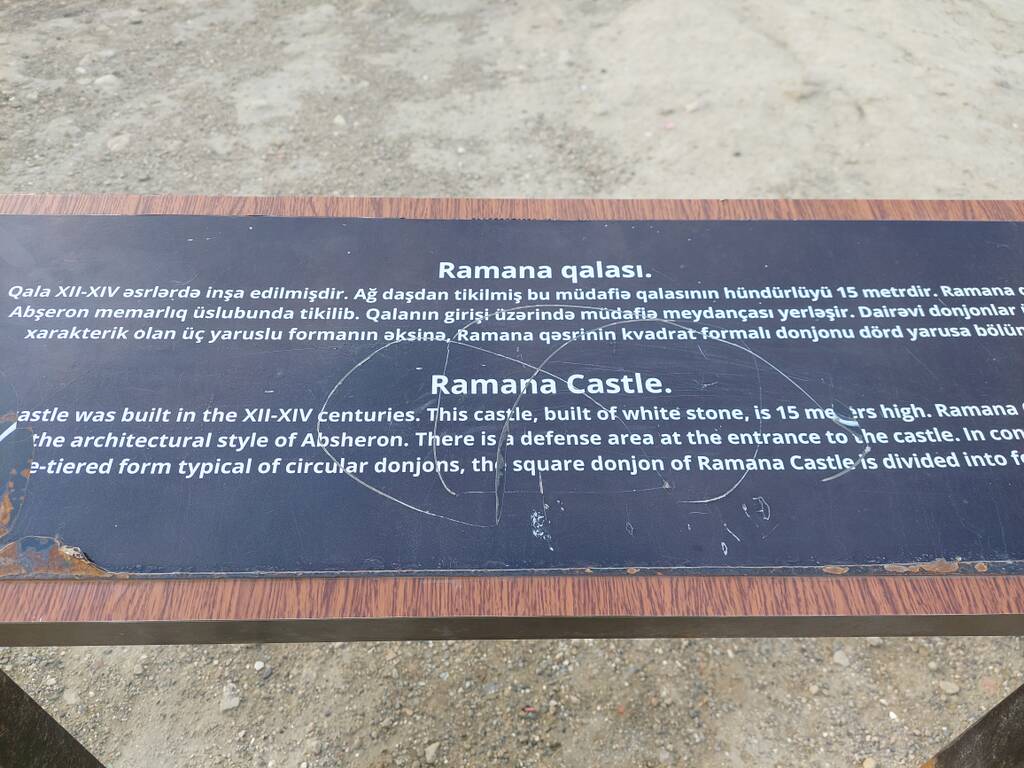 Ramana qalası.
Qala XII-XIV əsrlərdə inşa edilmişdir. Ağ daşdan tikilmiş bu müdafiə qalasının hündürlüyü 15 metrdir. Ramana
Abşeron memarlıq üslubunda tikilib. Qalanın girişi üzərində müdafiə meydançası yerləşir. Dairəvi donjonlar
xarakterik olan üç yaruslu formanın əksinə, Ramana qəsrinin kvadrat formalı donjonu dörd yarusa bölün
Ramana Castle.
astle was built in the XII-XIV centuries. This castle, built of white stone, is 15 meters high. Ramana
the architectural style of Absheron. There is a defense area at the entrance to the castle. In con
e-tiered form typical of circular donjons, the square donjon of Ramana Castle is divided into f